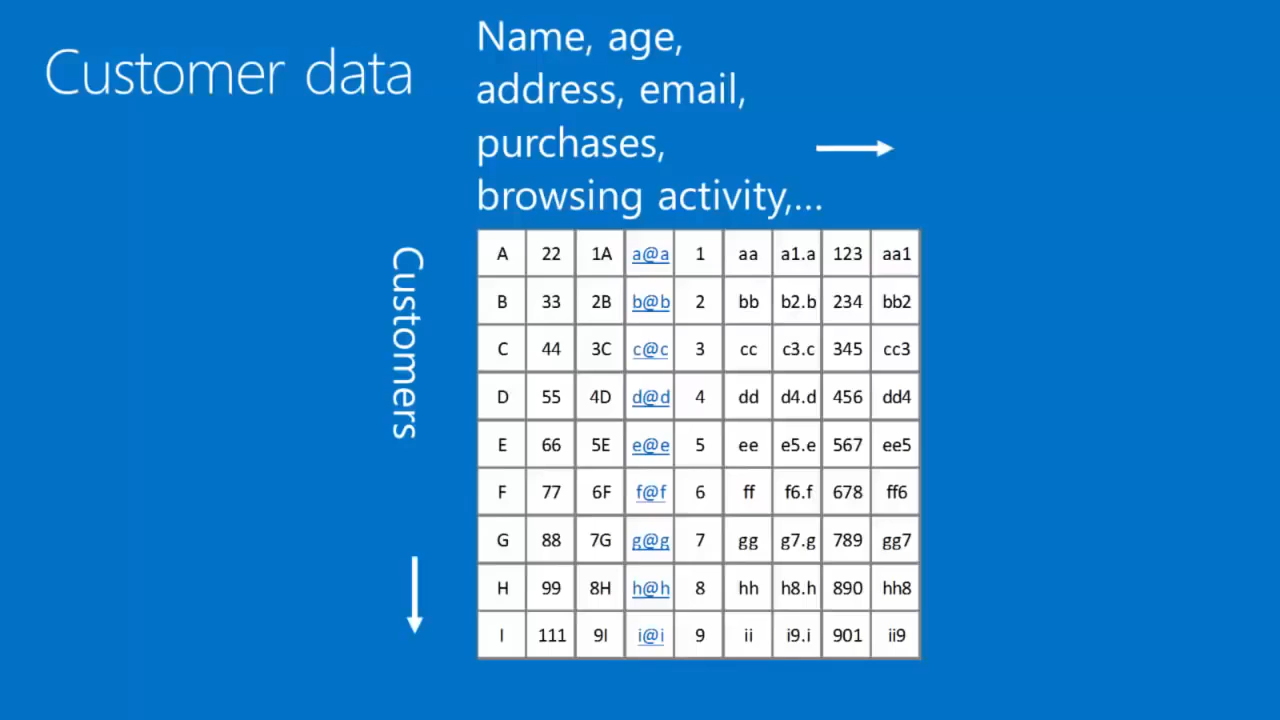 Customer data
Name, age,
address, email,
purchases,
browsing activity,...
Customers
A 22 1A a@a 1 aa a1.a 123 aa1
B 33 2B b@b 2 bb b2.b 234 bb2
C 44 3C c@c 3 cc c3.c 345 cc3
D 55 4D d@d 4 dd d4.d 456 dd4
E 66 5E e@e 5 ee e5.e 567 ee5
F 77 6F f@f 6 ff f6.f 678 ff6
G 88 7G g@g 7 gg g7.g 789 gg7
H 99 8H h@h 8 hh h8.h 890 hh8
I 111 9I i@i 9 ii i9.i 901 ii9